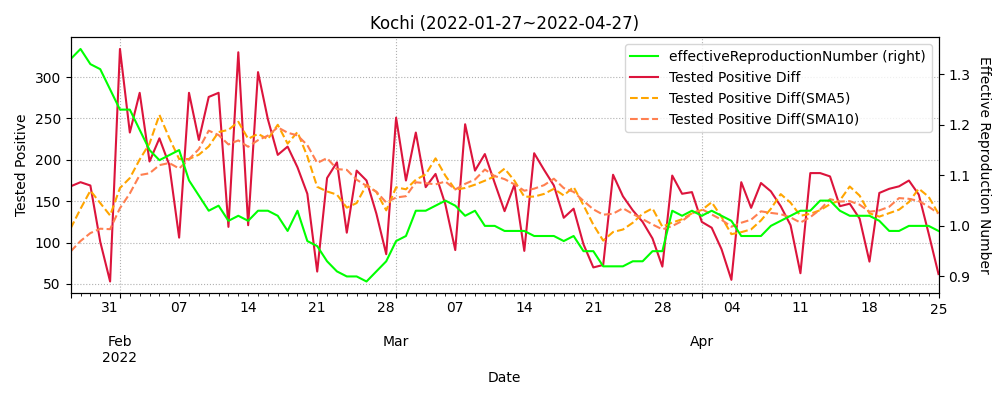 Kochi (2022-01-27~2022-04-27)
effectiveReproductionNumber (right)
Tested Positive Diff
Tested Positive Diff(SMA5)
Tested Positive Diff(SMA10)
Tested Positive
300
250
200
150
100
50
1.3
1.2
1.1
1.0
0.9
Effective Reproduction Number
31 07 14 21 28 07 14 21 28 04 11 18 25
Feb Mar Apr
2022
Date